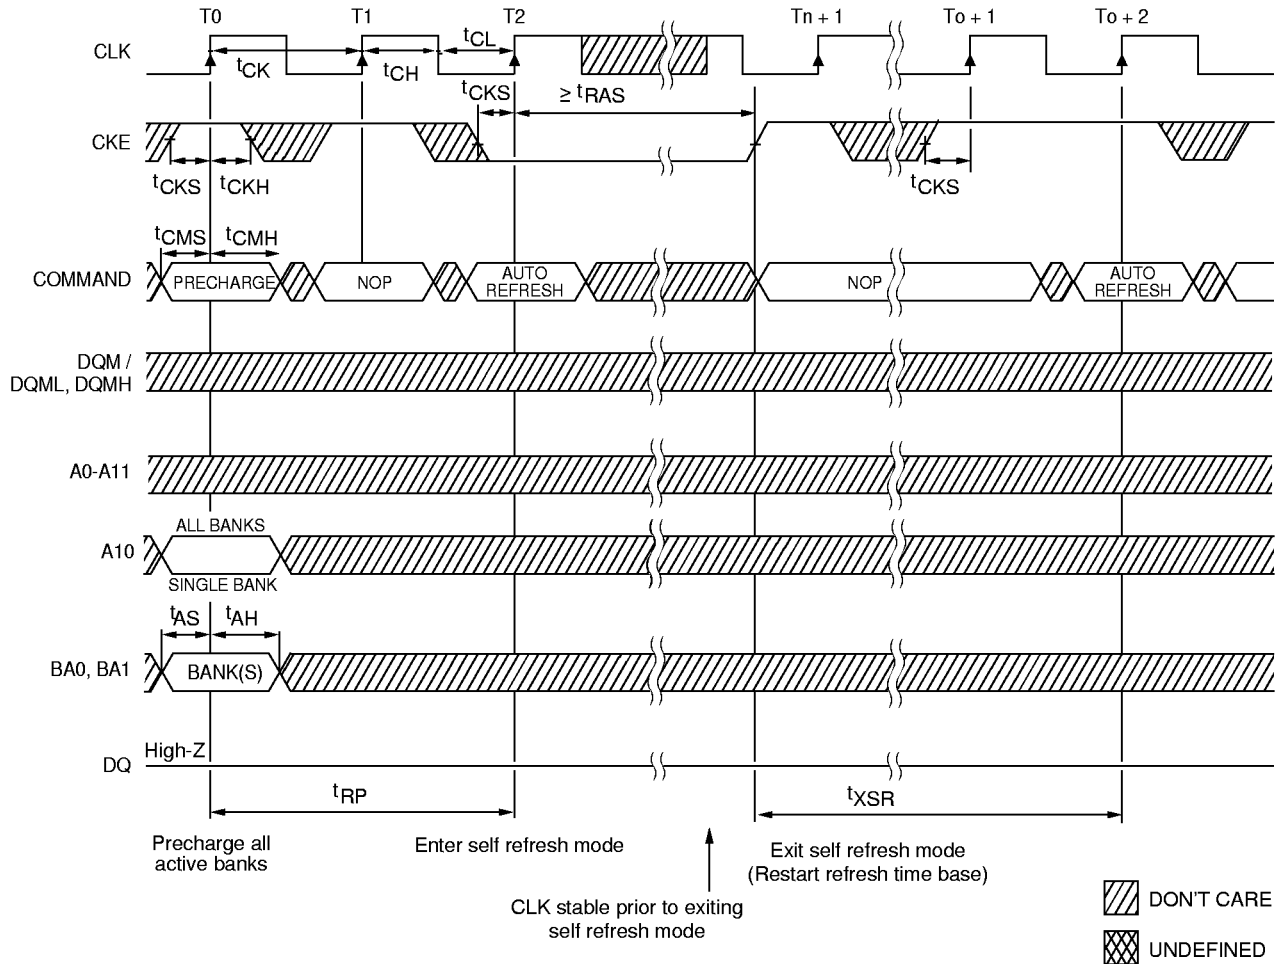 T0 T1 T2 Tn + 1 To + 1 To + 2
CLK
tCK tCH tCL
tCKS ≥ tRAS
CKE
tCKS tCKH tCKS
tCMS tCMH
COMMAND PRECHARGE NOP AUTO REFRESH NOP AUTO REFRESH
DQM /
DQML, DQMH
A0-A11
ALL BANKS
A10
SINGLE BANK
tAS tAH
BA0, BA1 BANK(S)
High-Z
DQ
tRP tXSR
Precharge all
active banks
Enter self refresh mode
CLK stable prior to exiting
self refresh mode
Exit self refresh mode
(Restart refresh time base)
DON'T CARE
UNDEFINED